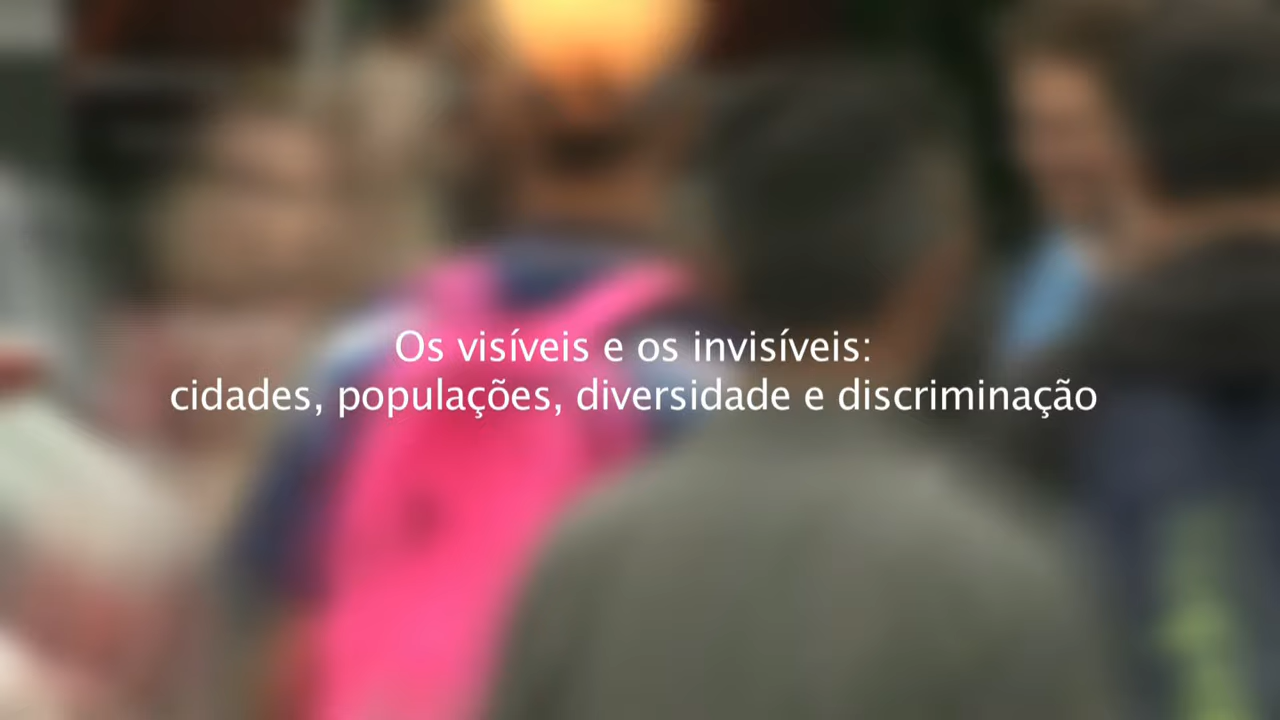 Os visíveis e os invisíveis:
cidades, populações, diversidade e discriminação